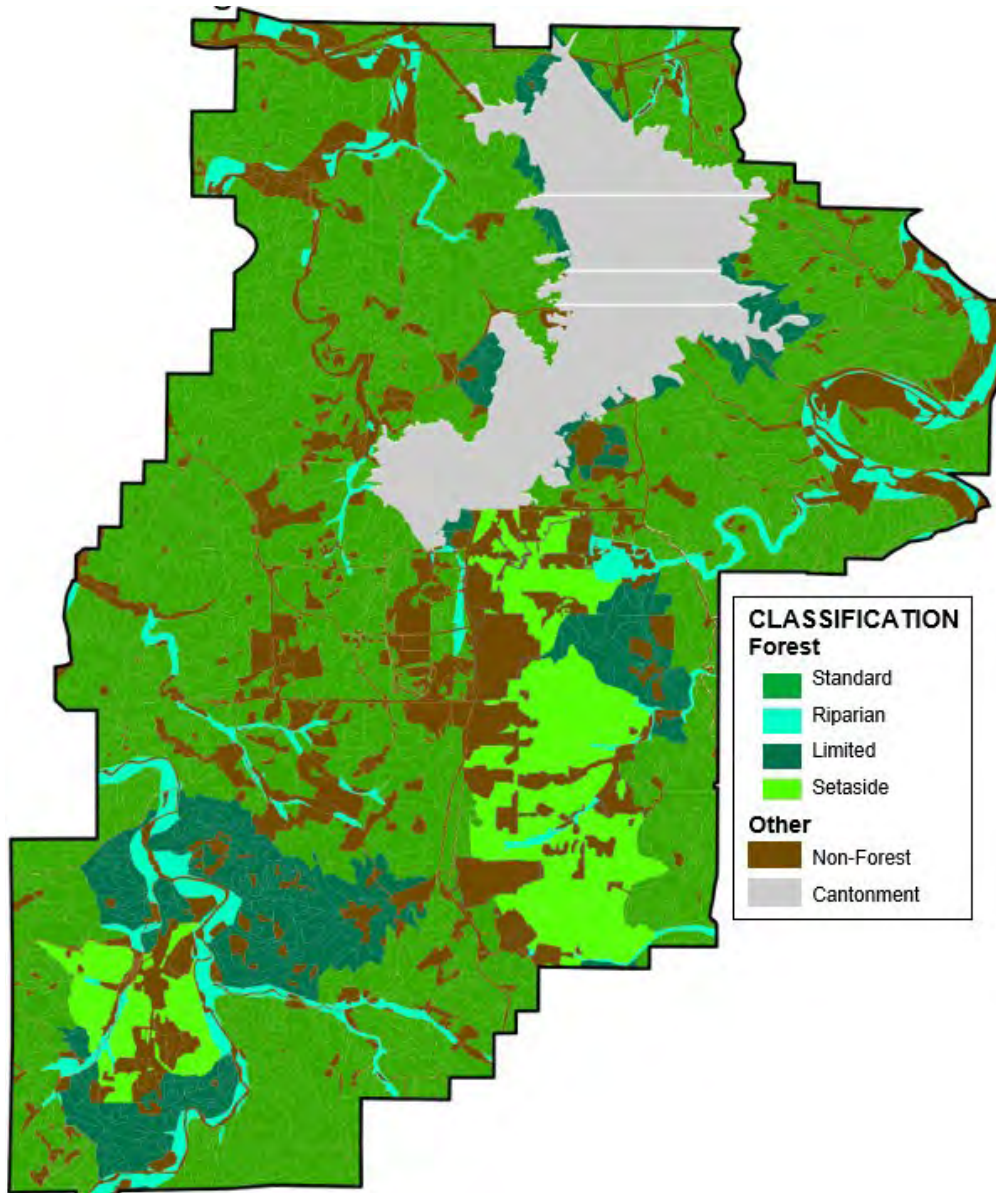 CLASSIFICATION
Forest
Standard
Riparian
Limited
Setaside
Other
Non-Forest
Cantonment